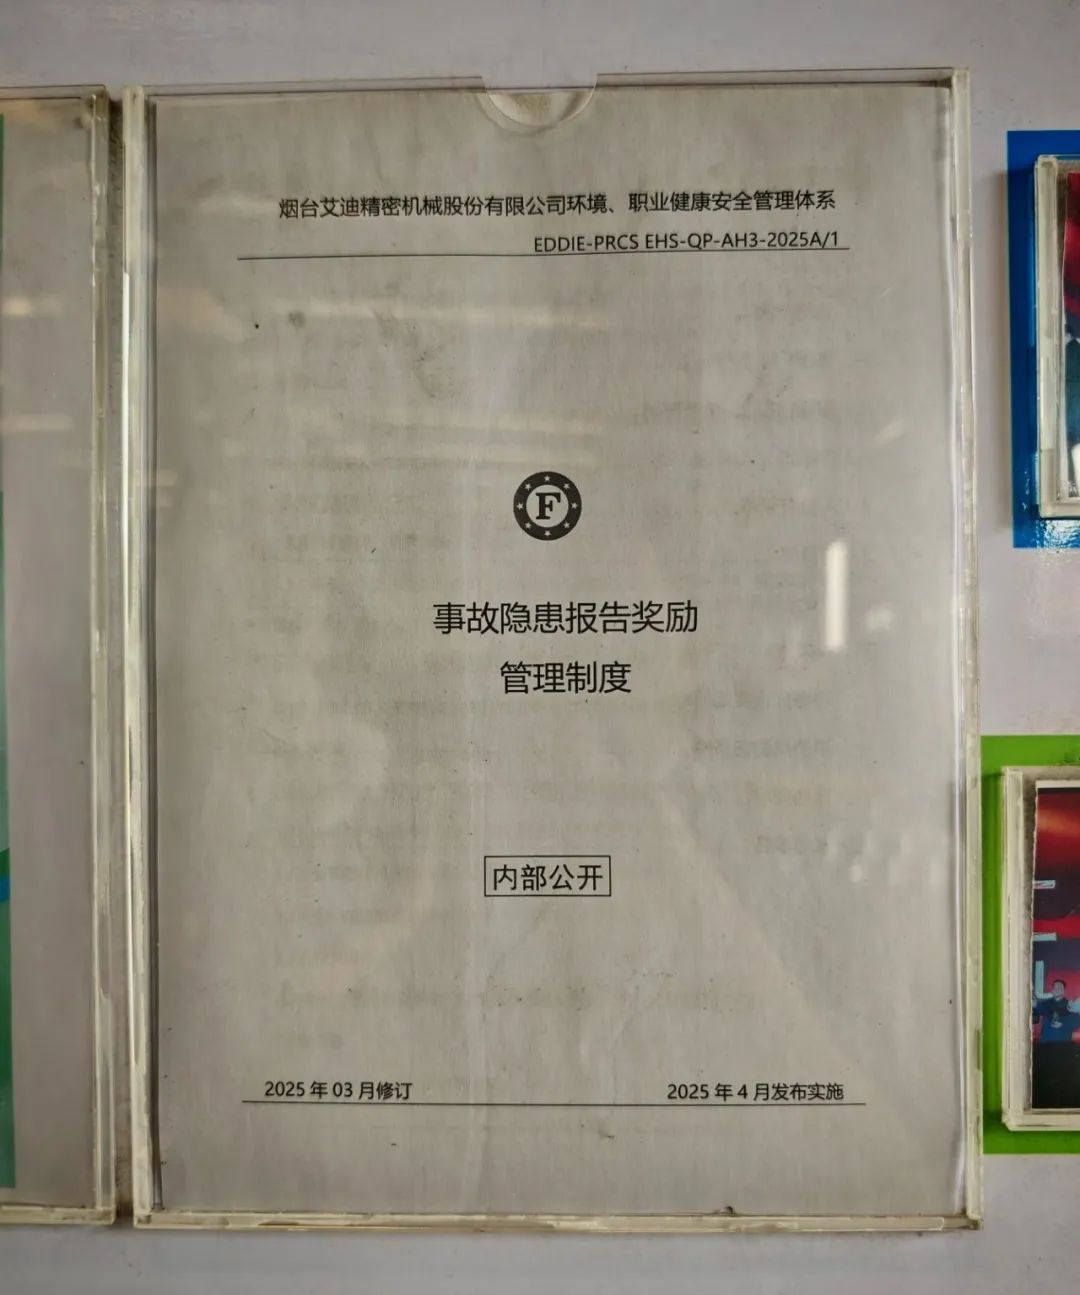 烟台艾迪精密机械股份有限公司环境、职业健康安全管理体系
EDDIE-PRCS EHS-QP-AH3-2025A/1
F
事故隐患报告奖励
管理制度
内部公开
2025 年 03 月修订
2025 年 4 月发布实施